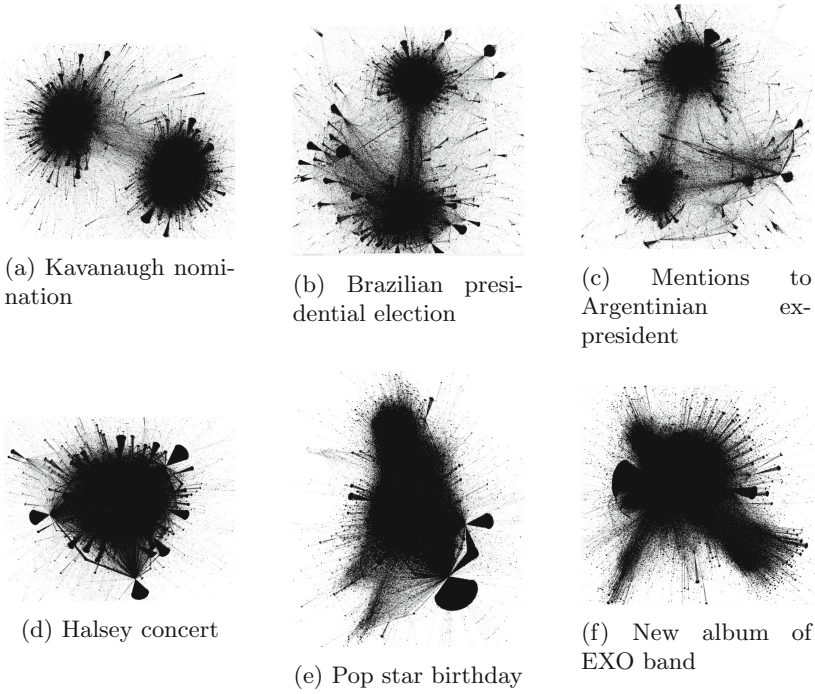 (a) Kavanaugh nomi-
nation
(b) Brazilian presi-
dential election
(c) Mentions to
Argentinian ex-
president
(d) Halsey concert
(e) Pop star birthday
(f) New album of
EXO band